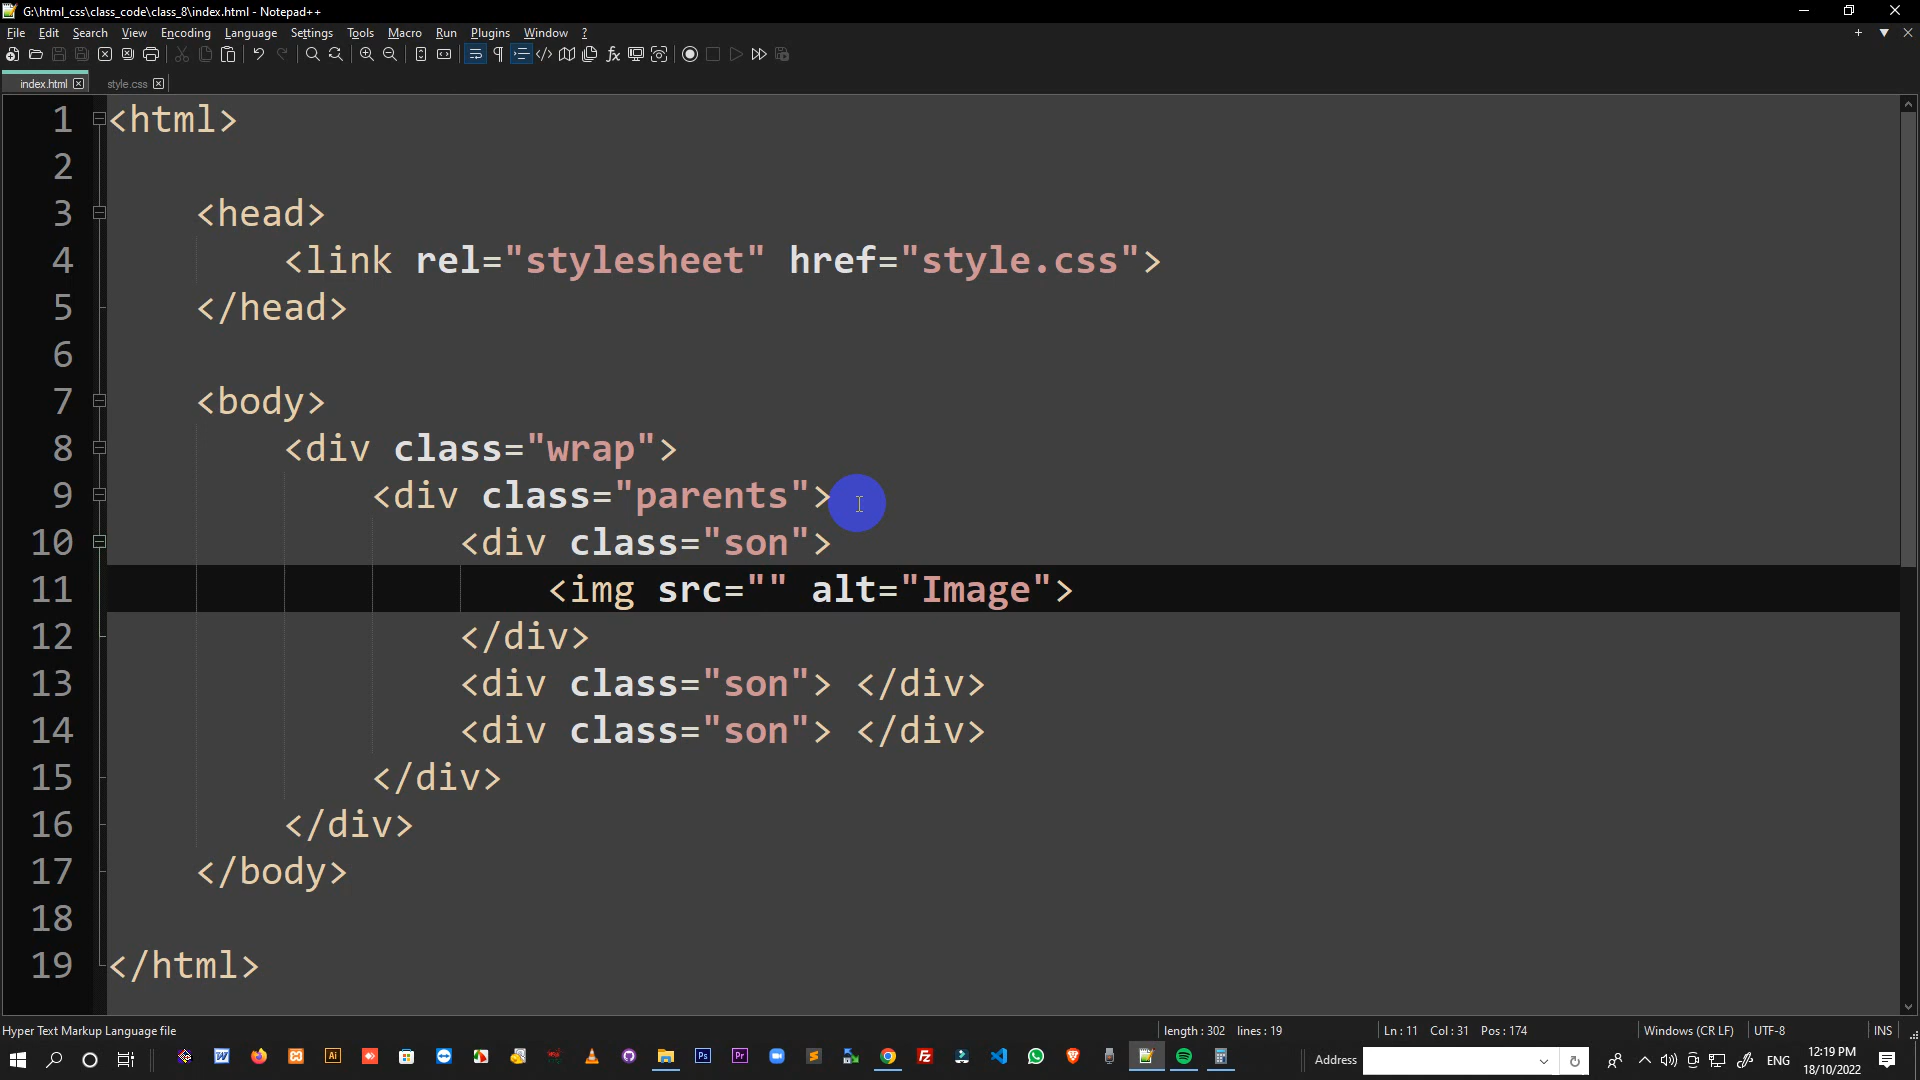 G:\html_css\class_code\class_8\index.html - Notepad++
File Edit Search View Encoding Language Settings Tools Macro Run Plugins Window ?
index.html style.css
1 <html>
2
3 <head>
4 <link rel="stylesheet" href="style.css">
5 </head>
6
7 <body>
8 <div class="wrap">
9 <div class="parents">
10 <div class="son">
11 <img src="" alt="Image">
12 </div>
13 <div class="son"> </div>
14 <div class="son"> </div>
15 </div>
16 </div>
17 </body>
18
19 </html>
Hyper Text Markup Language file length : 302 lines : 19 Ln : 11 Col : 31 Pos : 174 Windows (CR LF) UTF-8 INS
Address ENG 12:19 PM
18/10/2022